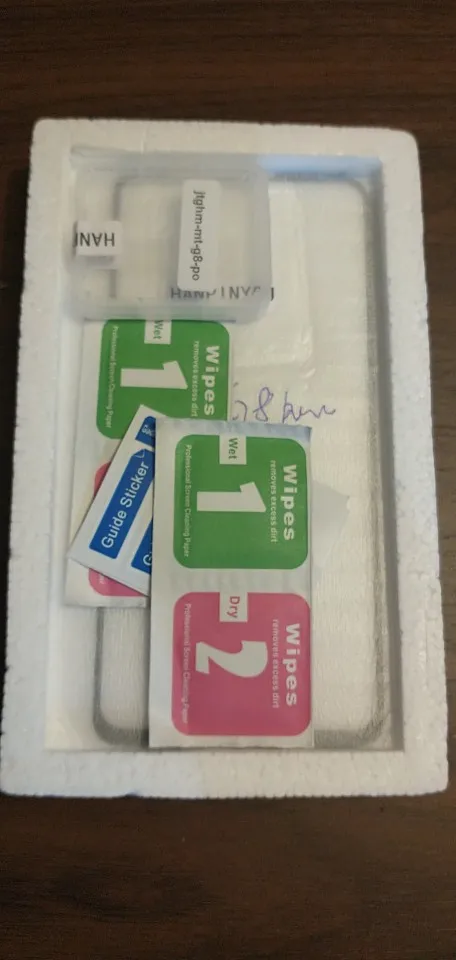 jtghm-mt-g8-po
HAN
Wet
1
Wipes
removes excess dirt
Professional Screen Cleaning Paper
Guide Sticker
Wet
1
Wipes
removes excess dirt
Professional Screen Cleaning Paper
Dry
2
Wipes
removes excess dirt
Professional Screen Cleaning Paper